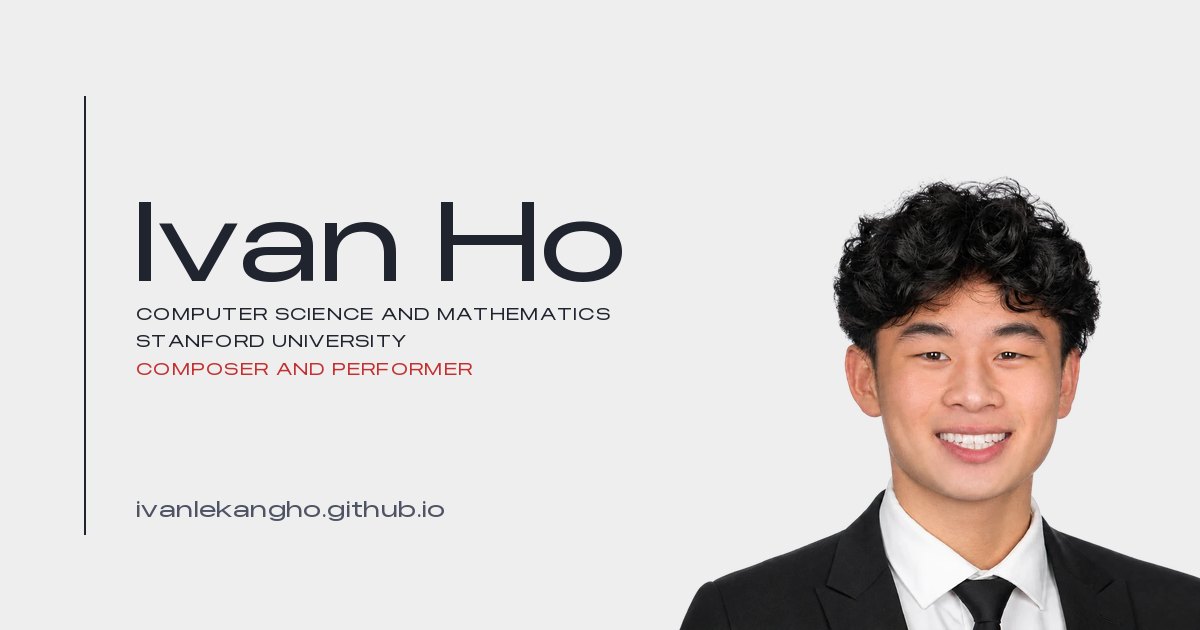 Ivan Ho
COMPUTER SCIENCE AND MATHEMATICS
STANFORD UNIVERSITY
COMPOSER AND PERFORMER
ivanlekangho.github.io